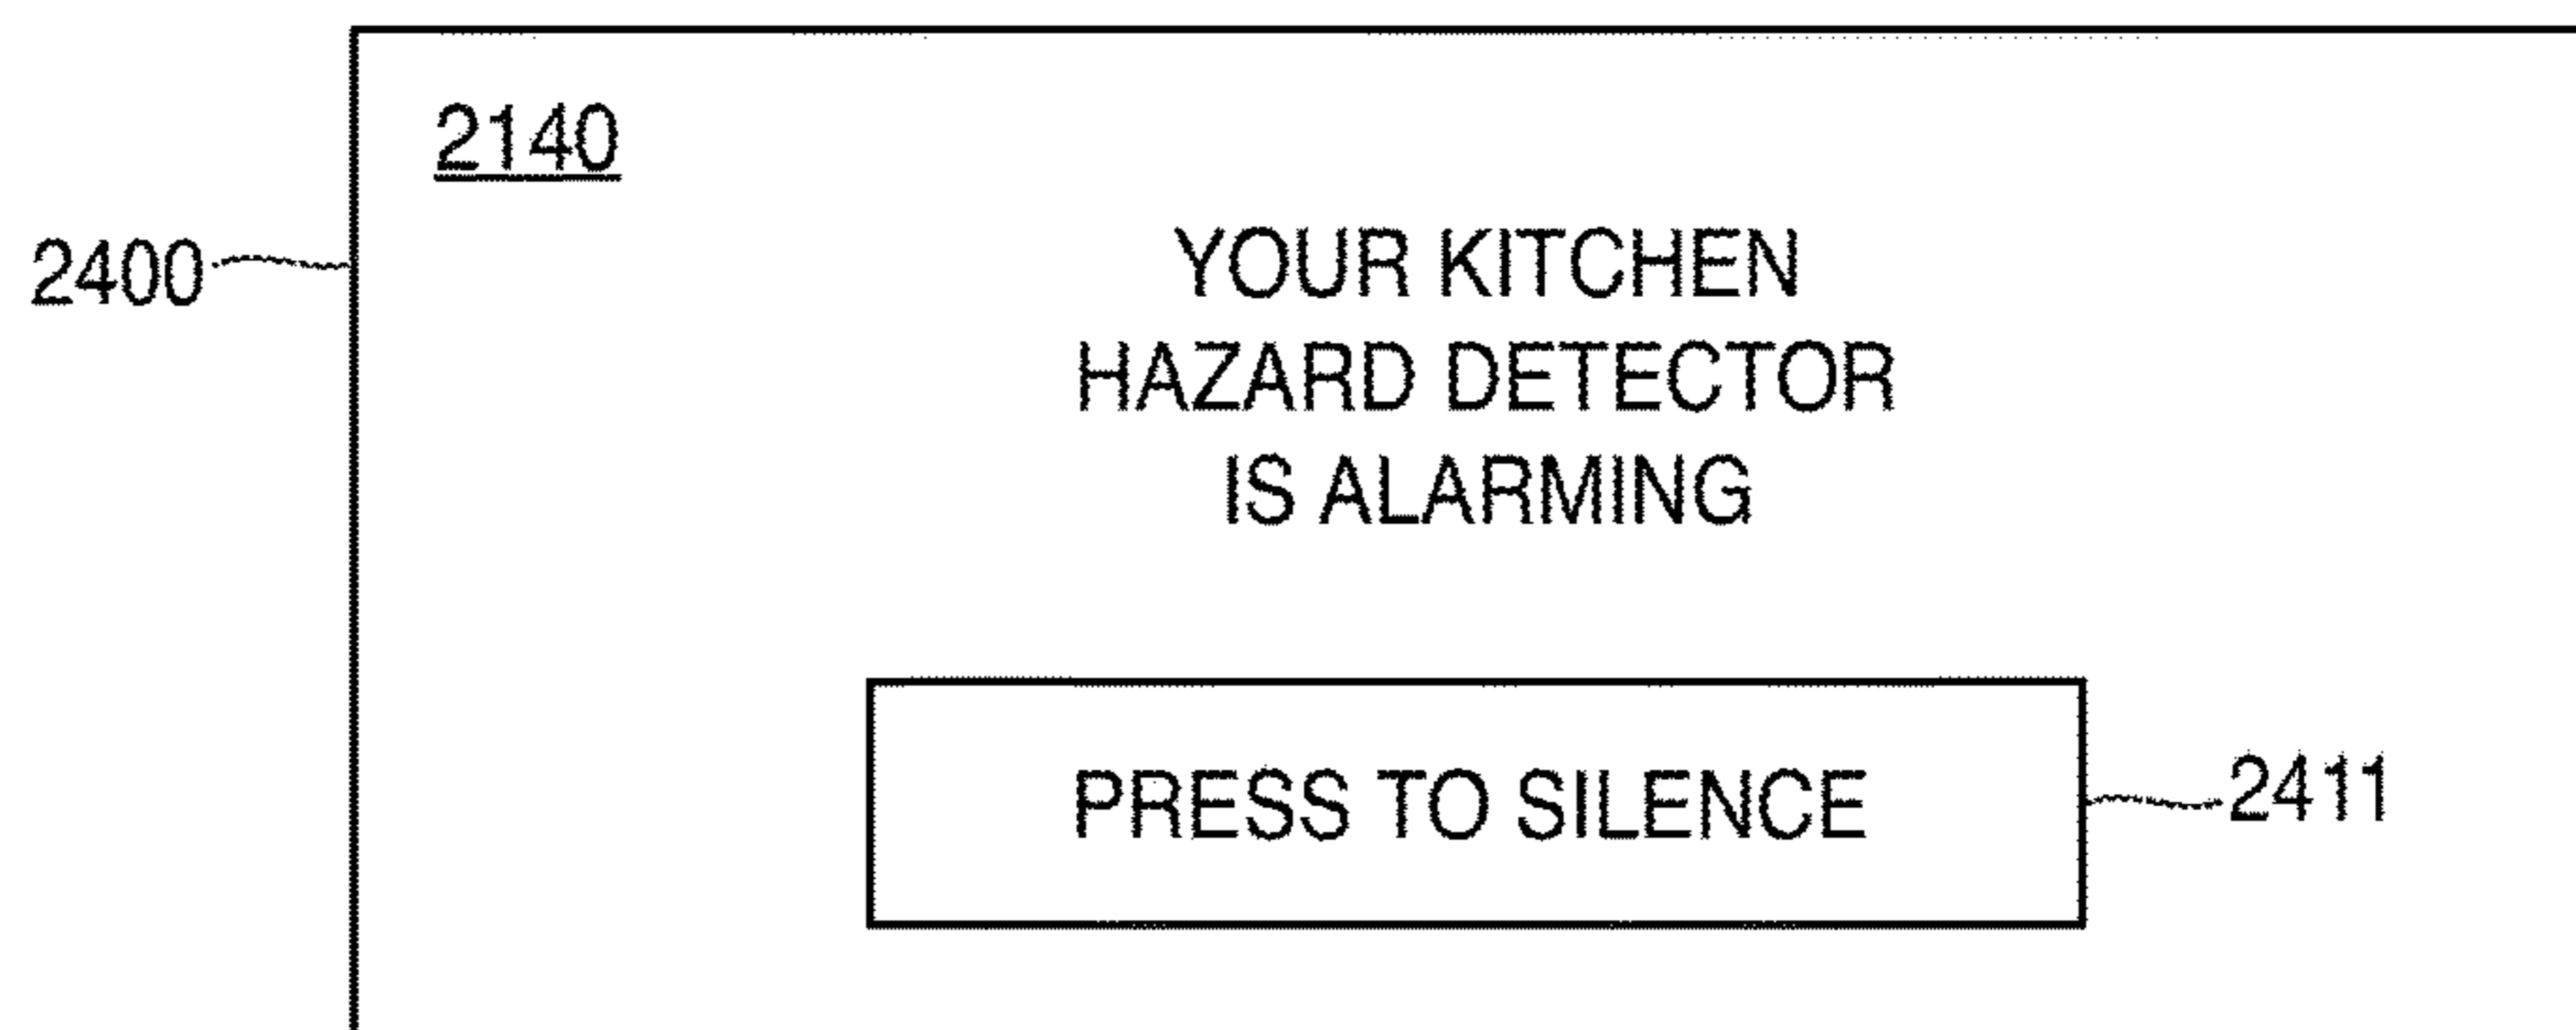 2140
2400
YOUR KITCHEN
HAZARD DETECTOR
IS ALARMING
PRESS TO SILENCE
2411